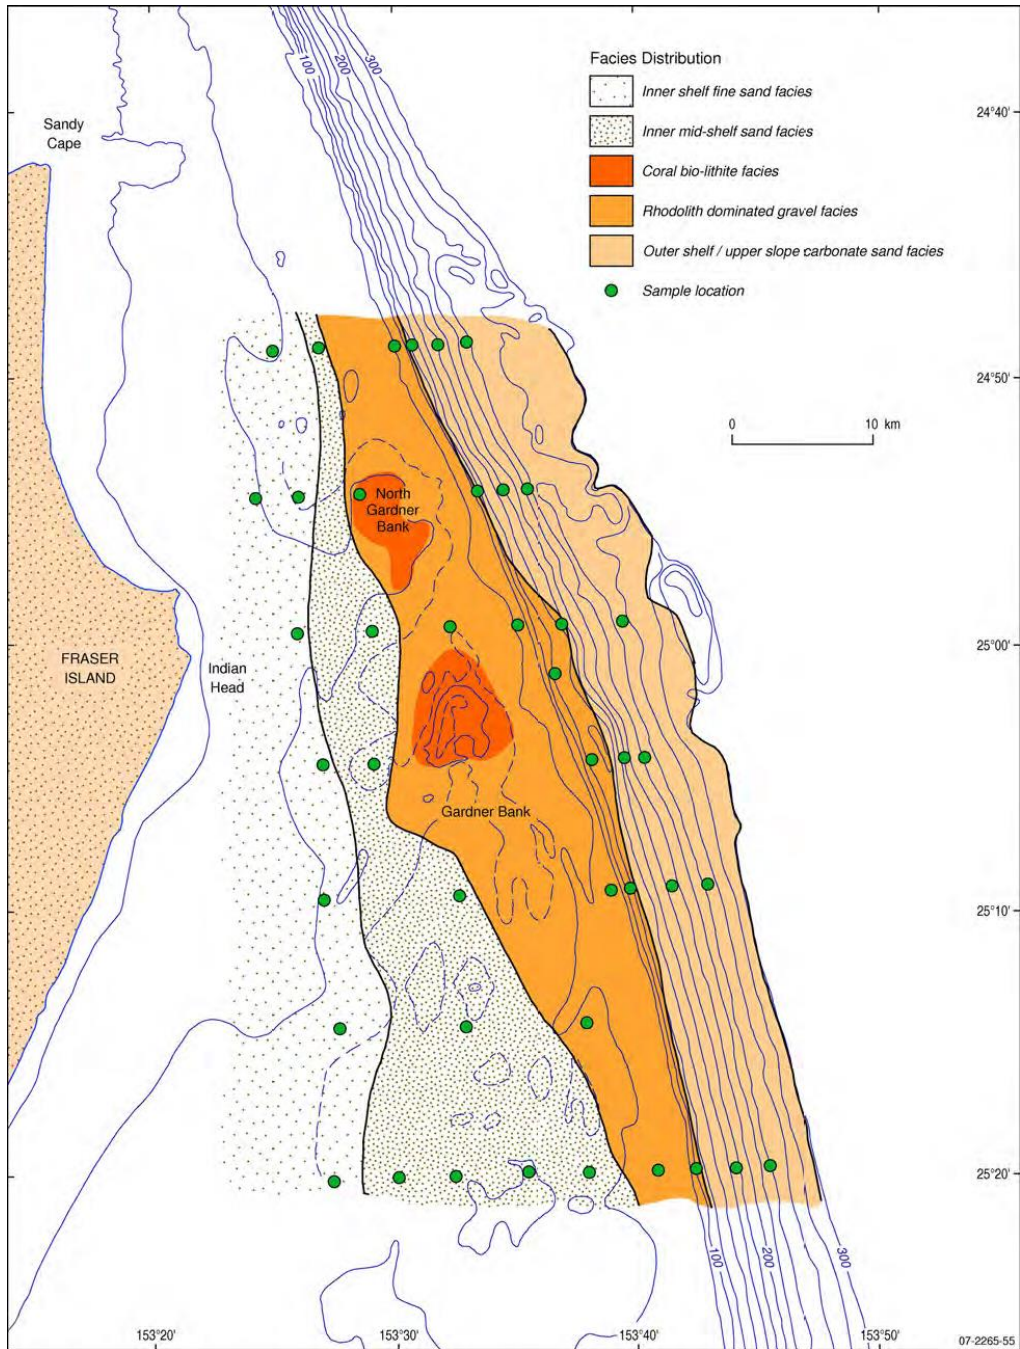 100
200
300
Facies Distribution
Inner shelf fine sand facies
Inner mid-shelf sand facies
Coral bio-lithite facies
Rhodolith dominated gravel facies
Outer shelf / upper slope carbonate sand facies
Sample location
24°40'
Sandy
Cape
24°50'
0 10 km
North
Gardner
Bank
25°00'
FRASER
ISLAND
Indian
Head
Gardner Bank
25°10'
25°20'
100
200
300
153°20'
153°30'
153°40'
153°50'
07-2265-55